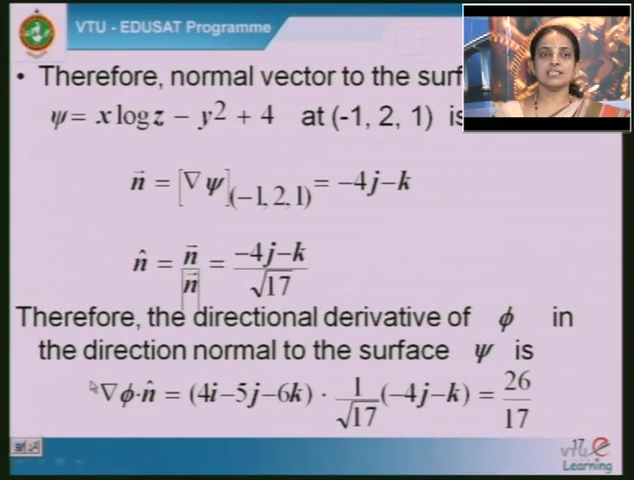 VTU - EDUSAT Programme
• Therefore, normal vector to the surf
ψ = x log z − y² + 4 at (-1, 2, 1) is
n⃗ = [∇ψ](−1, 2, 1) = −4j−k
n̂ = n⃗ / |n⃗| = (−4j−k) / √17
Therefore, the directional derivative of ϕ in
the direction normal to the surface ψ is
∇ϕ·n̂ = (4i−5j−6k) · 1/√17 (−4j−k) = 26/17
17
vtu e
Learning